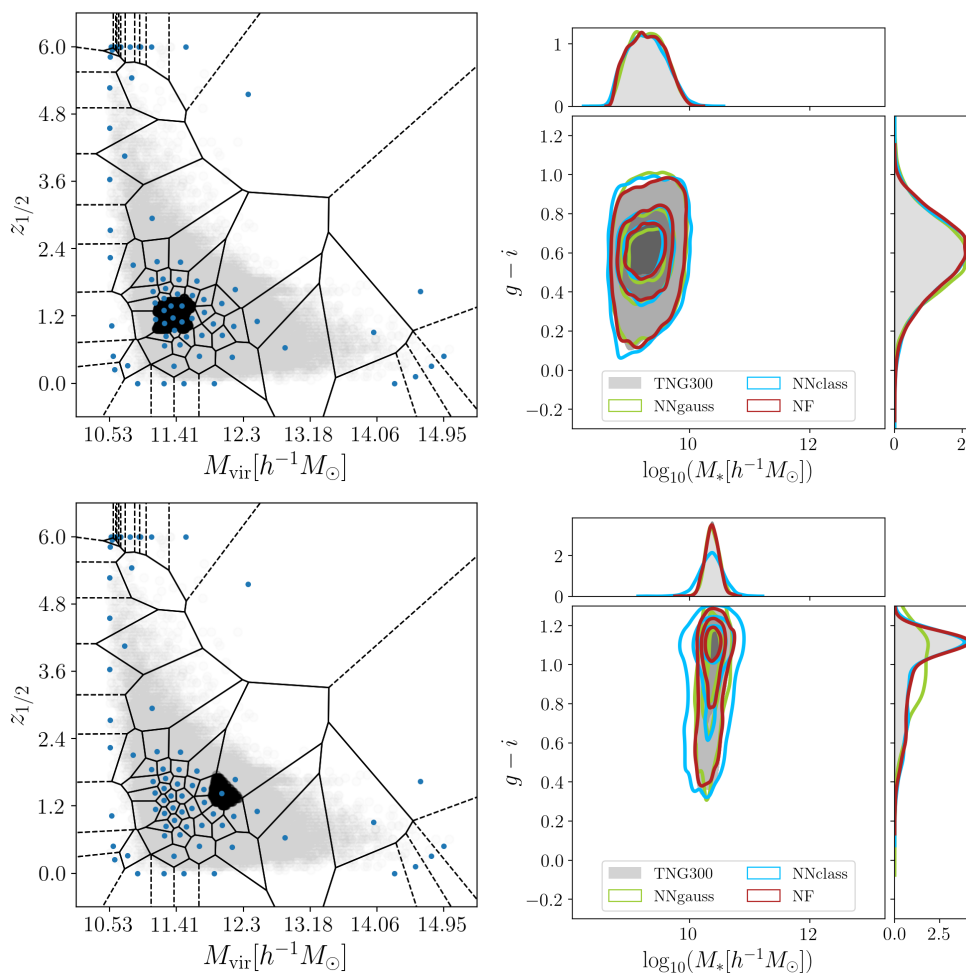 6.0
4.8
3.6
2.4
1.2
0.0
z_{1/2}
10.53 11.41 12.3 13.18 14.06 14.95
M_{vir}[h^{-1}M_⊙]
1
0
1.2
1.0
0.8
0.6
0.4
0.2
0.0
−0.2
g − i
TNG300 NNclass
NNgauss NF
10 12
log_{10}(M_*[h^{-1}M_⊙])
0 2
6.0
4.8
3.6
2.4
1.2
0.0
z_{1/2}
10.53 11.41 12.3 13.18 14.06 14.95
M_{vir}[h^{-1}M_⊙]
2
0
1.2
1.0
0.8
0.6
0.4
0.2
0.0
−0.2
g − i
TNG300 NNclass
NNgauss NF
10 12
log_{10}(M_*[h^{-1}M_⊙])
0.0 2.5